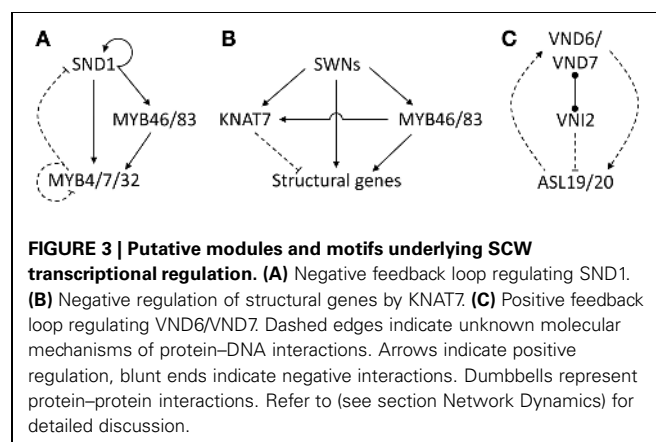 A
B
C
SND1
MYB46/83
MYB4/7/32
SWNs
KNAT7
MYB46/83
Structural genes
VND6/
VND7
VNI2
ASL19/20
FIGURE 3 | Putative modules and motifs underlying SCW
transcriptional regulation. (A) Negative feedback loop regulating SND1.
(B) Negative regulation of structural genes by KNAT7. (C) Positive feedback
loop regulating VND6/VND7. Dashed edges indicate unknown molecular
mechanisms of protein–DNA interactions. Arrows indicate positive
regulation, blunt ends indicate negative interactions. Dumbbells represent
protein–protein interactions. Refer to (see section Network Dynamics) for
detailed discussion.